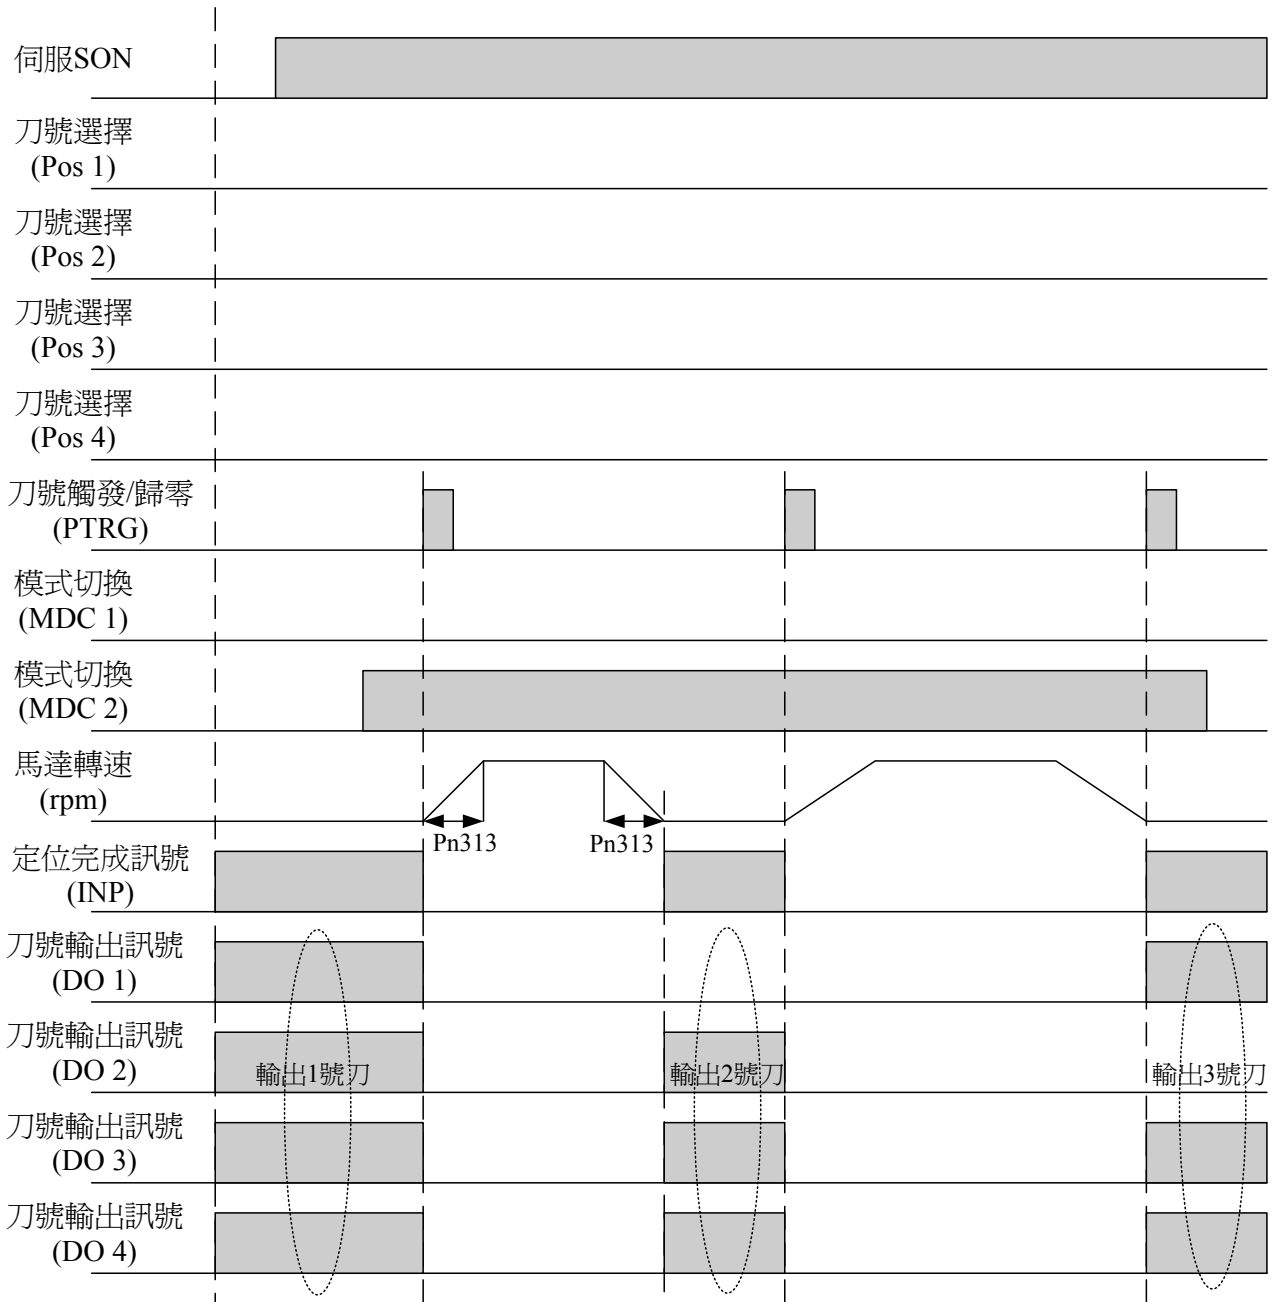 伺服SON
刀號選擇
(Pos 1)
刀號選擇
(Pos 2)
刀號選擇
(Pos 3)
刀號選擇
(Pos 4)
刀號觸發/歸零
(PTRG)
模式切換
(MDC 1)
模式切換
(MDC 2)
馬達轉速
(rpm)
Pn313
Pn313
定位完成訊號
(INP)
刀號輸出訊號
(DO 1)
刀號輸出訊號
(DO 2)
輸出1號刀
輸出2號刀
輸出3號刀
刀號輸出訊號
(DO 3)
刀號輸出訊號
(DO 4)